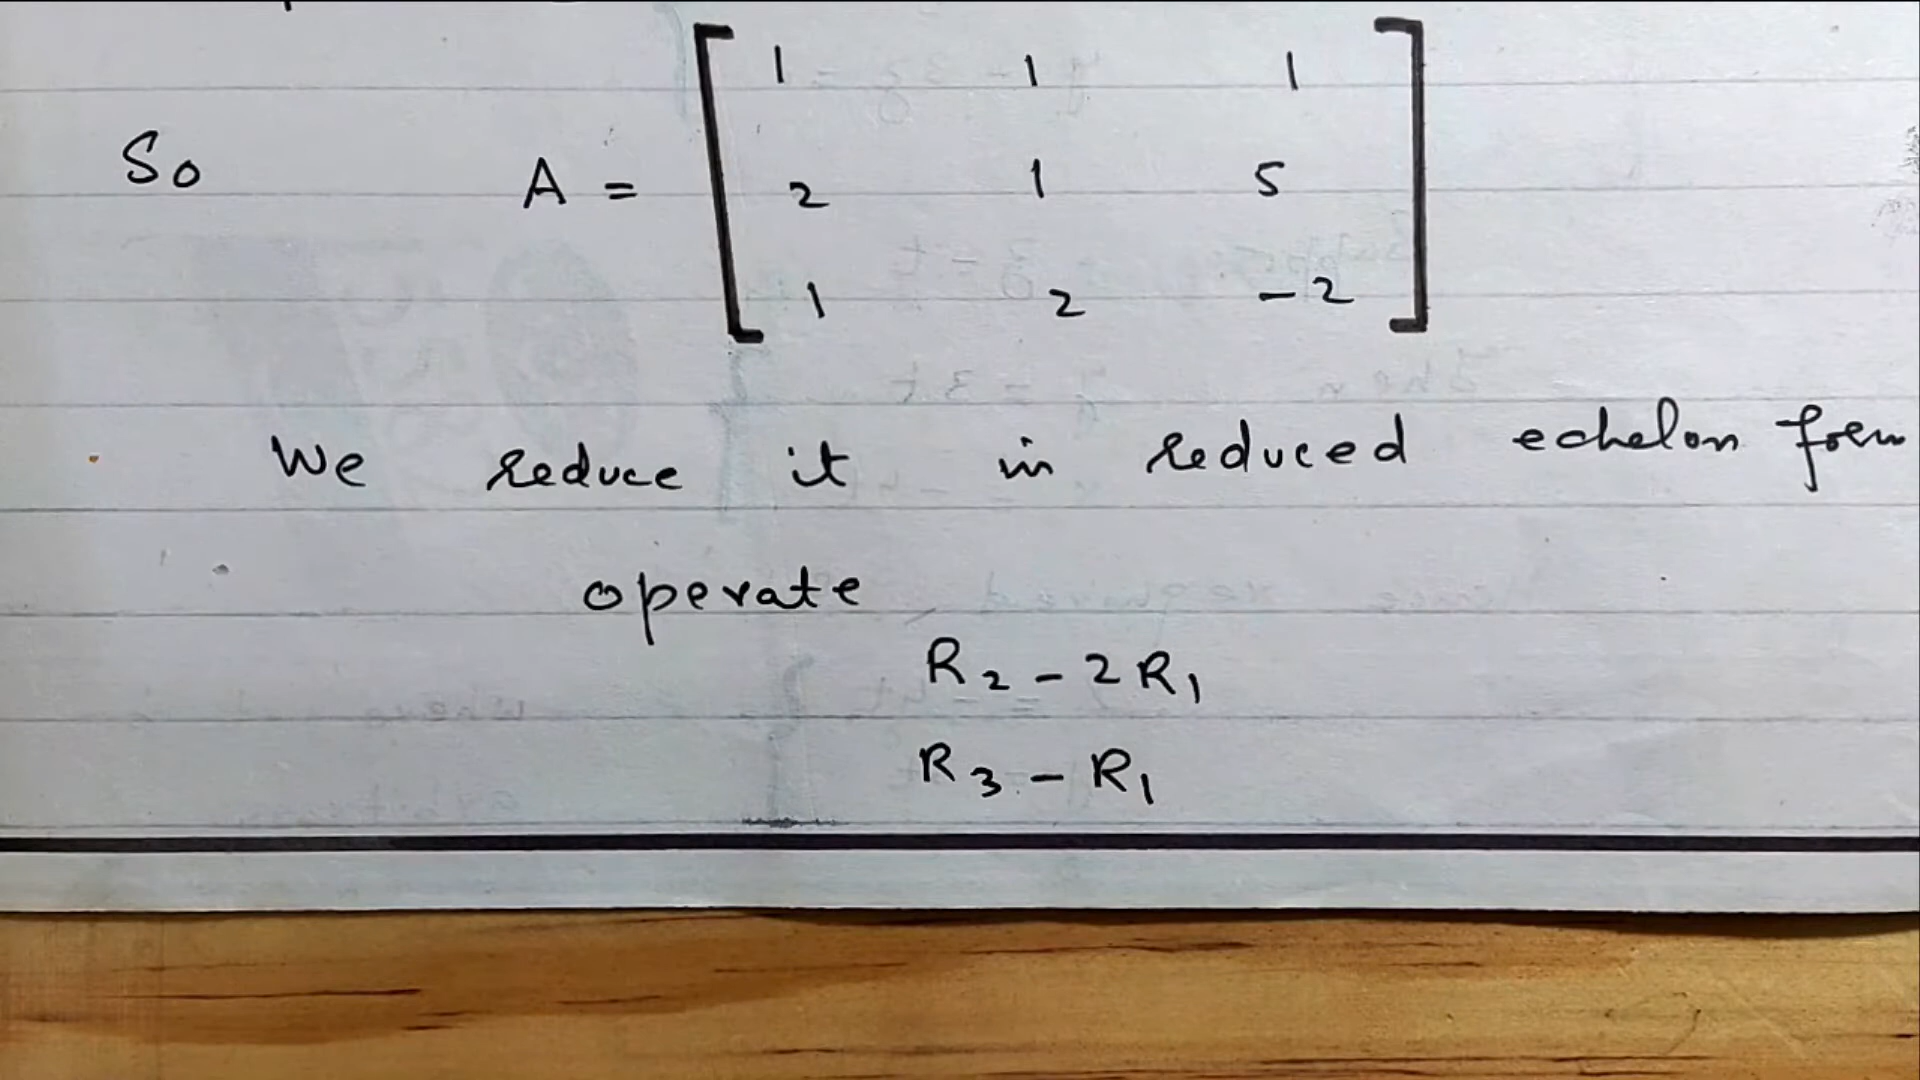 1 1 1
So A = 2 1 5
1 2 -2
We reduce it in reduced echelon form
operate
R2 - 2R1
R3 - R1